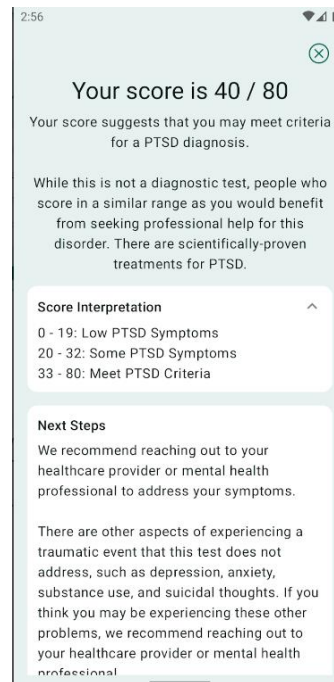 2:56
Your score is 40 / 80
Your score suggests that you may meet criteria
for a PTSD diagnosis.
While this is not a diagnostic test, people who
score in a similar range as you would benefit
from seeking professional help for this
disorder. There are scientifically-proven
treatments for PTSD.
Score Interpretation
0 - 19: Low PTSD Symptoms
20 - 32: Some PTSD Symptoms
33 - 80: Meet PTSD Criteria
Next Steps
We recommend reaching out to your
healthcare provider or mental health
professional to address your symptoms.
There are other aspects of experiencing a
traumatic event that this test does not
address, such as depression, anxiety,
substance use, and suicidal thoughts. If you
think you may be experiencing these other
problems, we recommend reaching out to
your healthcare provider or mental health
professional